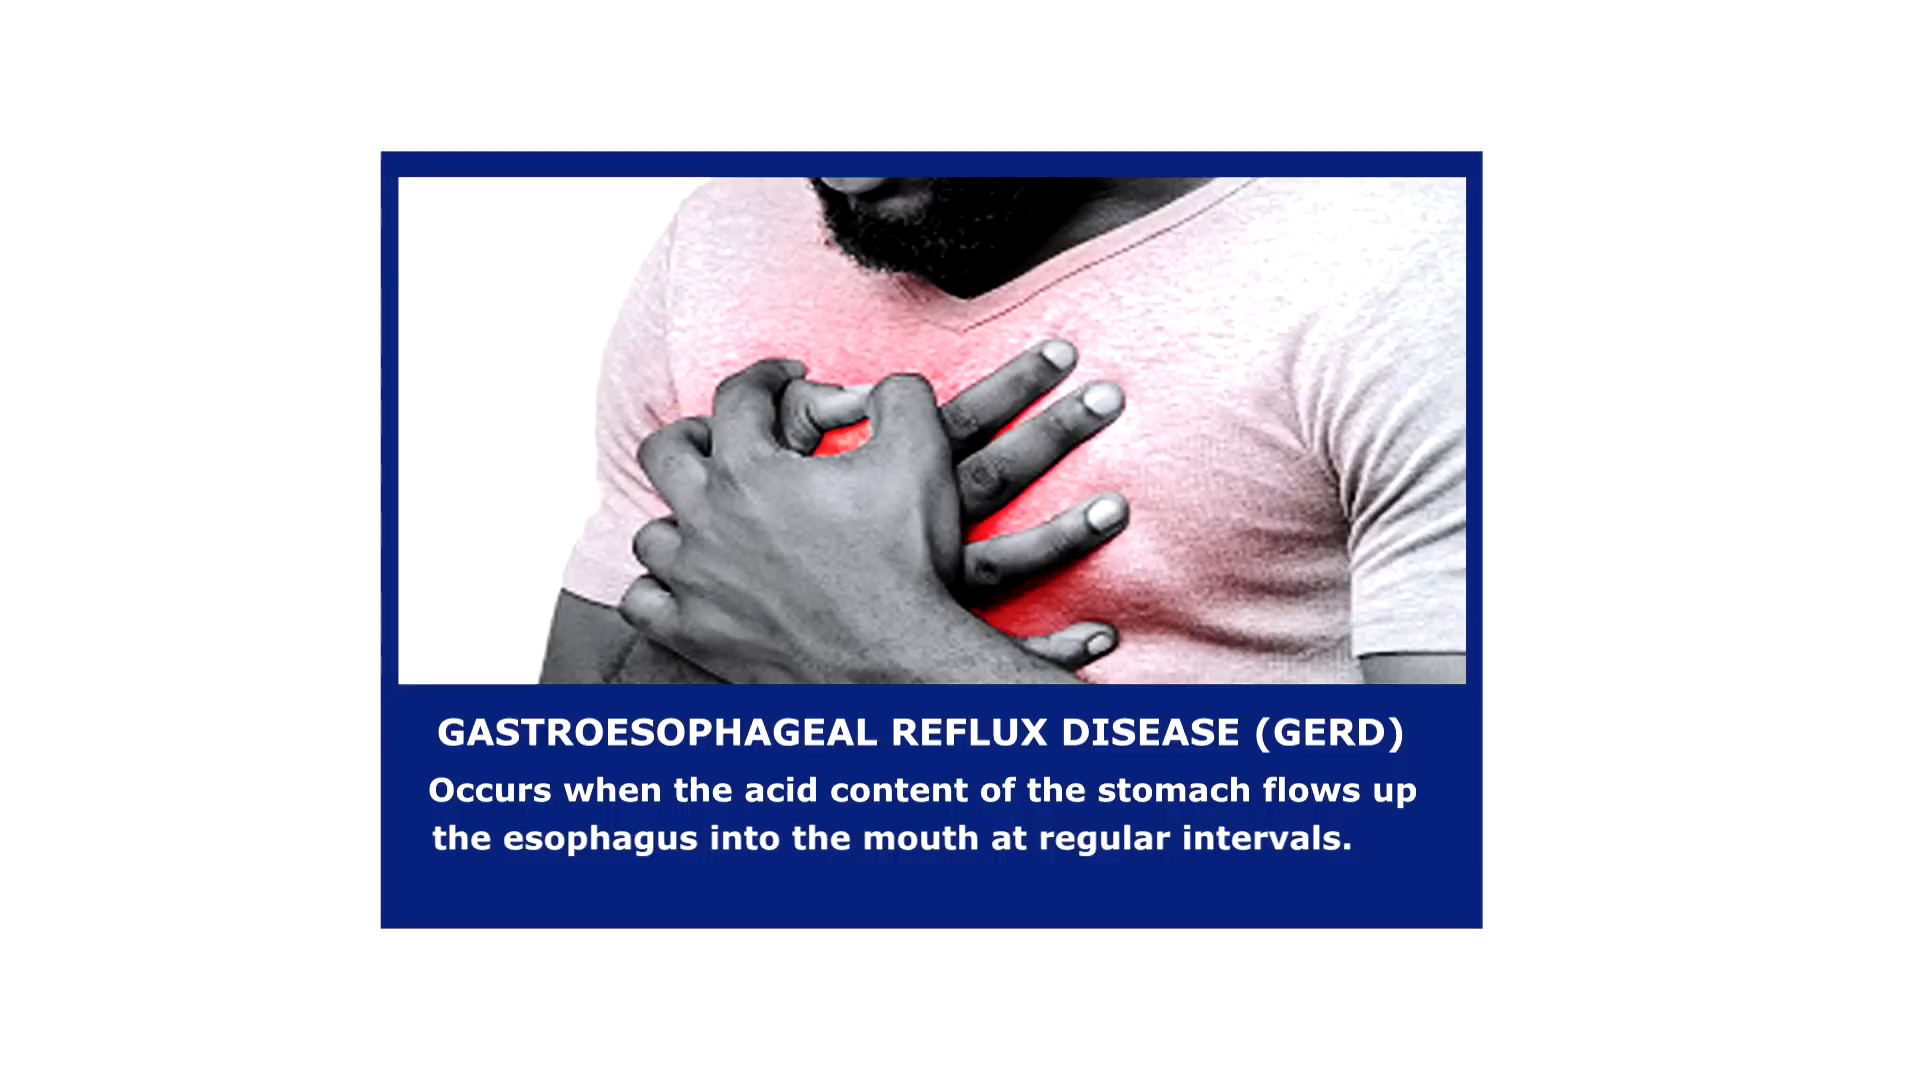 GASTROESOPHAGEAL REFLUX DISEASE (GERD)
Occurs when the acid content of the stomach flows up
the esophagus into the mouth at regular intervals.